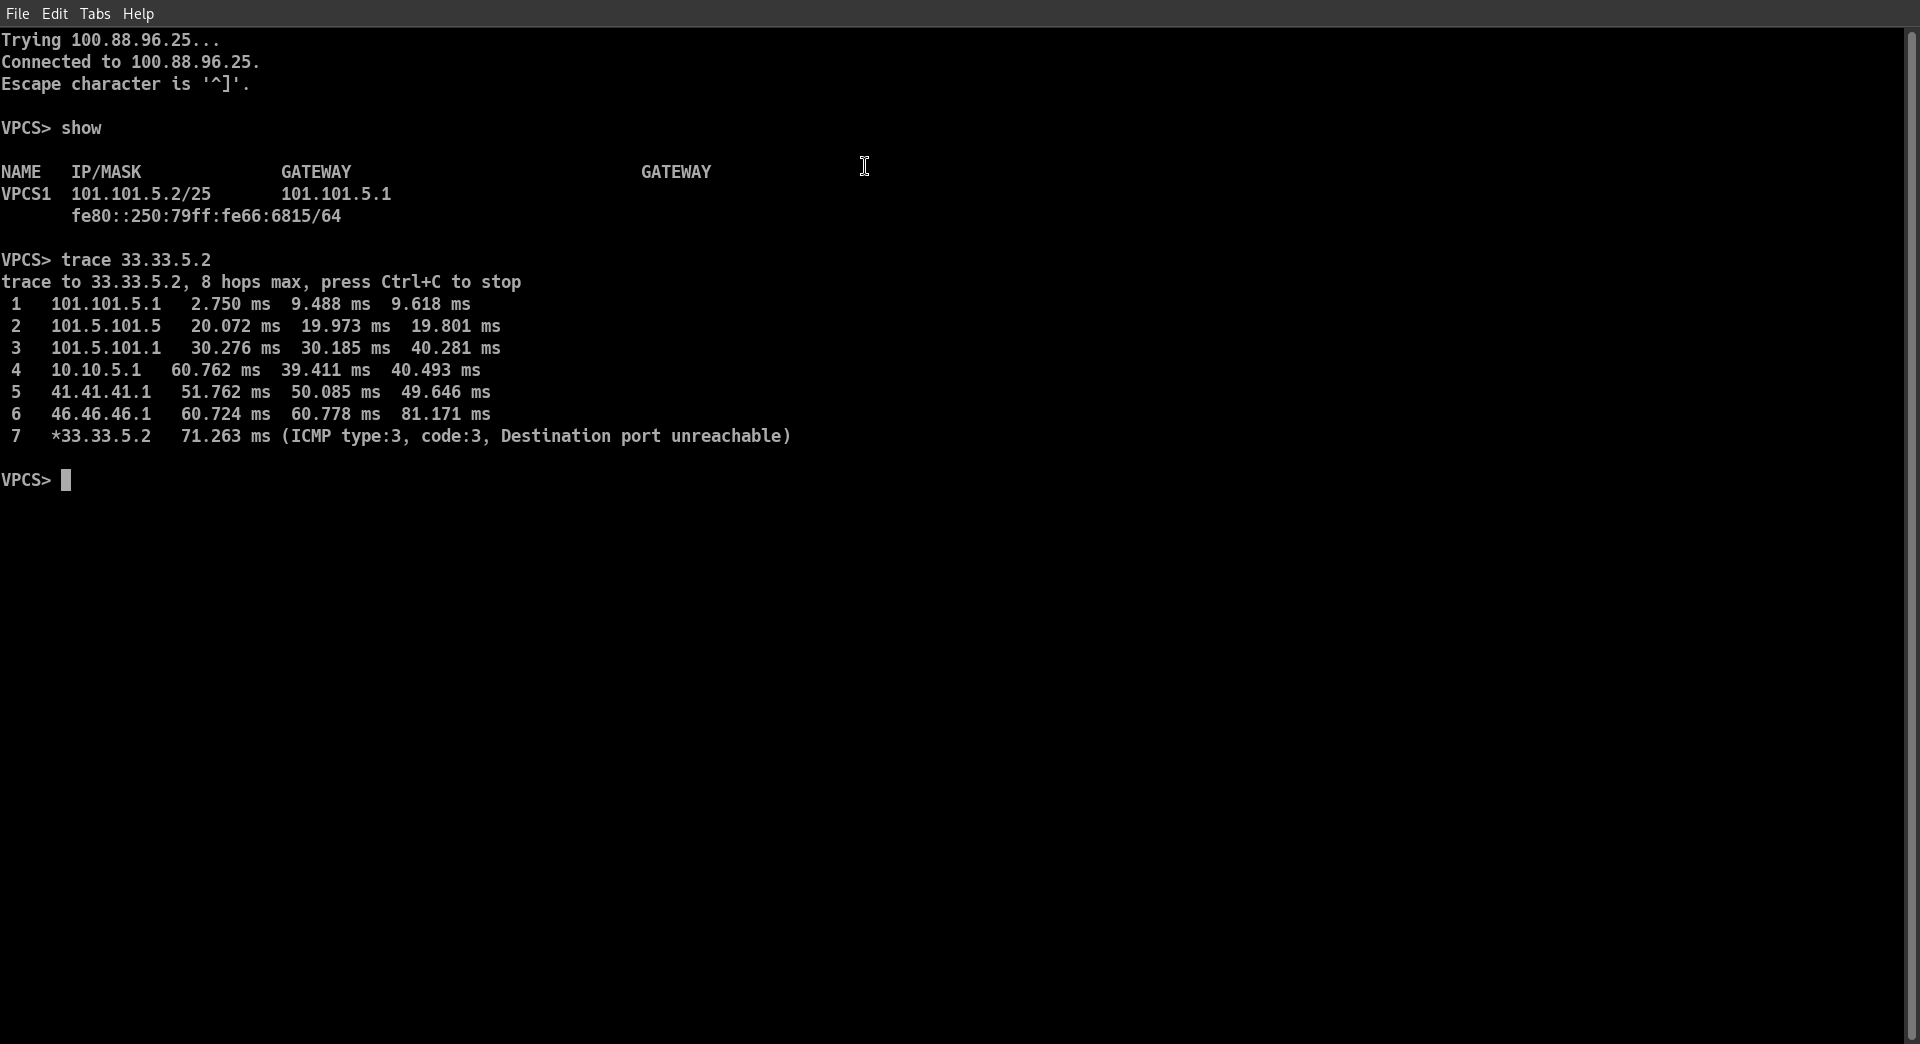 File Edit Tabs Help
Trying 100.88.96.25...
Connected to 100.88.96.25.
Escape character is '^]'.
VPCS> show
NAME   IP/MASK              GATEWAY                             GATEWAY
VPCS1  101.101.5.2/25       101.101.5.1
       fe80::250:79ff:fe66:6815/64
VPCS> trace 33.33.5.2
trace to 33.33.5.2, 8 hops max, press Ctrl+C to stop
 1   101.101.5.1   2.750 ms  9.488 ms  9.618 ms
 2   101.5.101.5   20.072 ms  19.973 ms  19.801 ms
 3   101.5.101.1   30.276 ms  30.185 ms  40.281 ms
 4   10.10.5.1   60.762 ms  39.411 ms  40.493 ms
 5   41.41.41.1   51.762 ms  50.085 ms  49.646 ms
 6   46.46.46.1   60.724 ms  60.778 ms  81.171 ms
 7   *33.33.5.2   71.263 ms (ICMP type:3, code:3, Destination port unreachable)
VPCS>